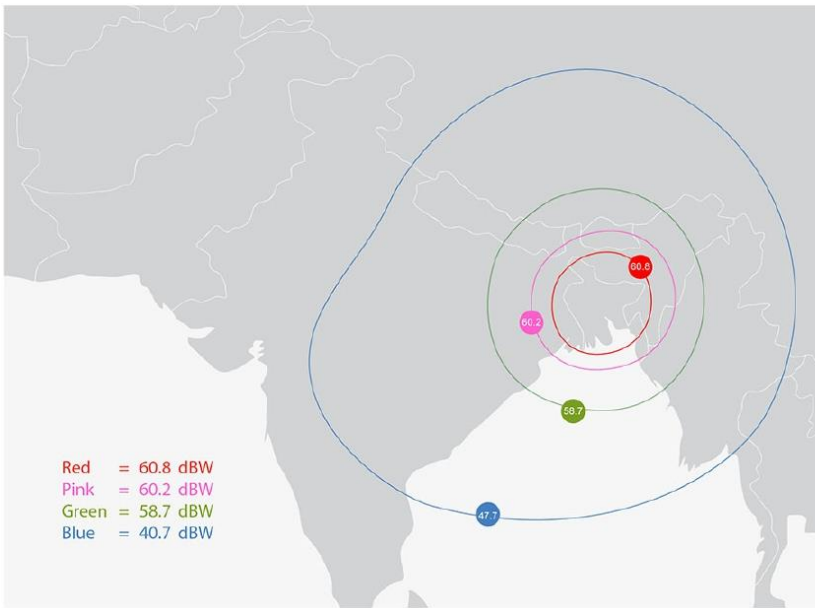 60.8
60.2
58.7
47.7
Red = 60.8 dBW
Pink = 60.2 dBW
Green = 58.7 dBW
Blue = 40.7 dBW